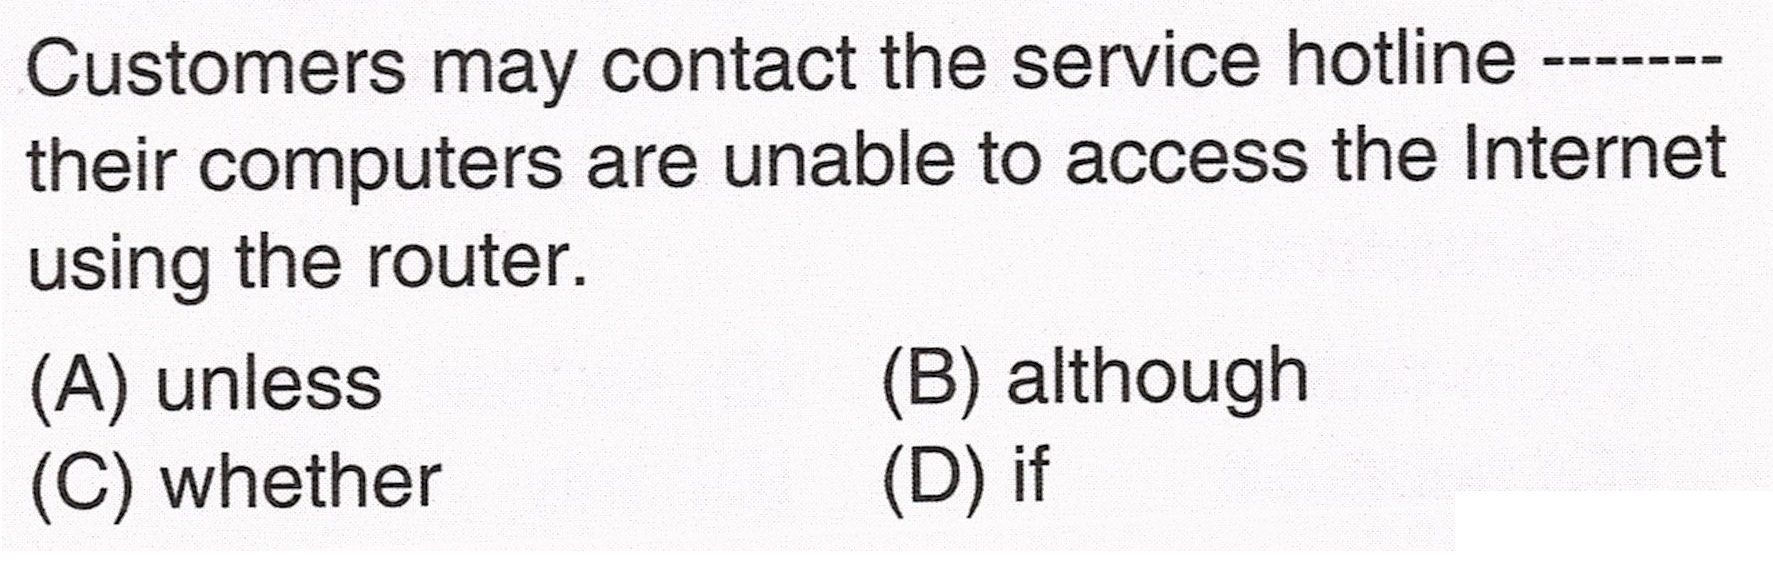 Customers may contact the service hotline -------
their computers are unable to access the Internet
using the router.
(A) unless (B) although
(C) whether (D) if